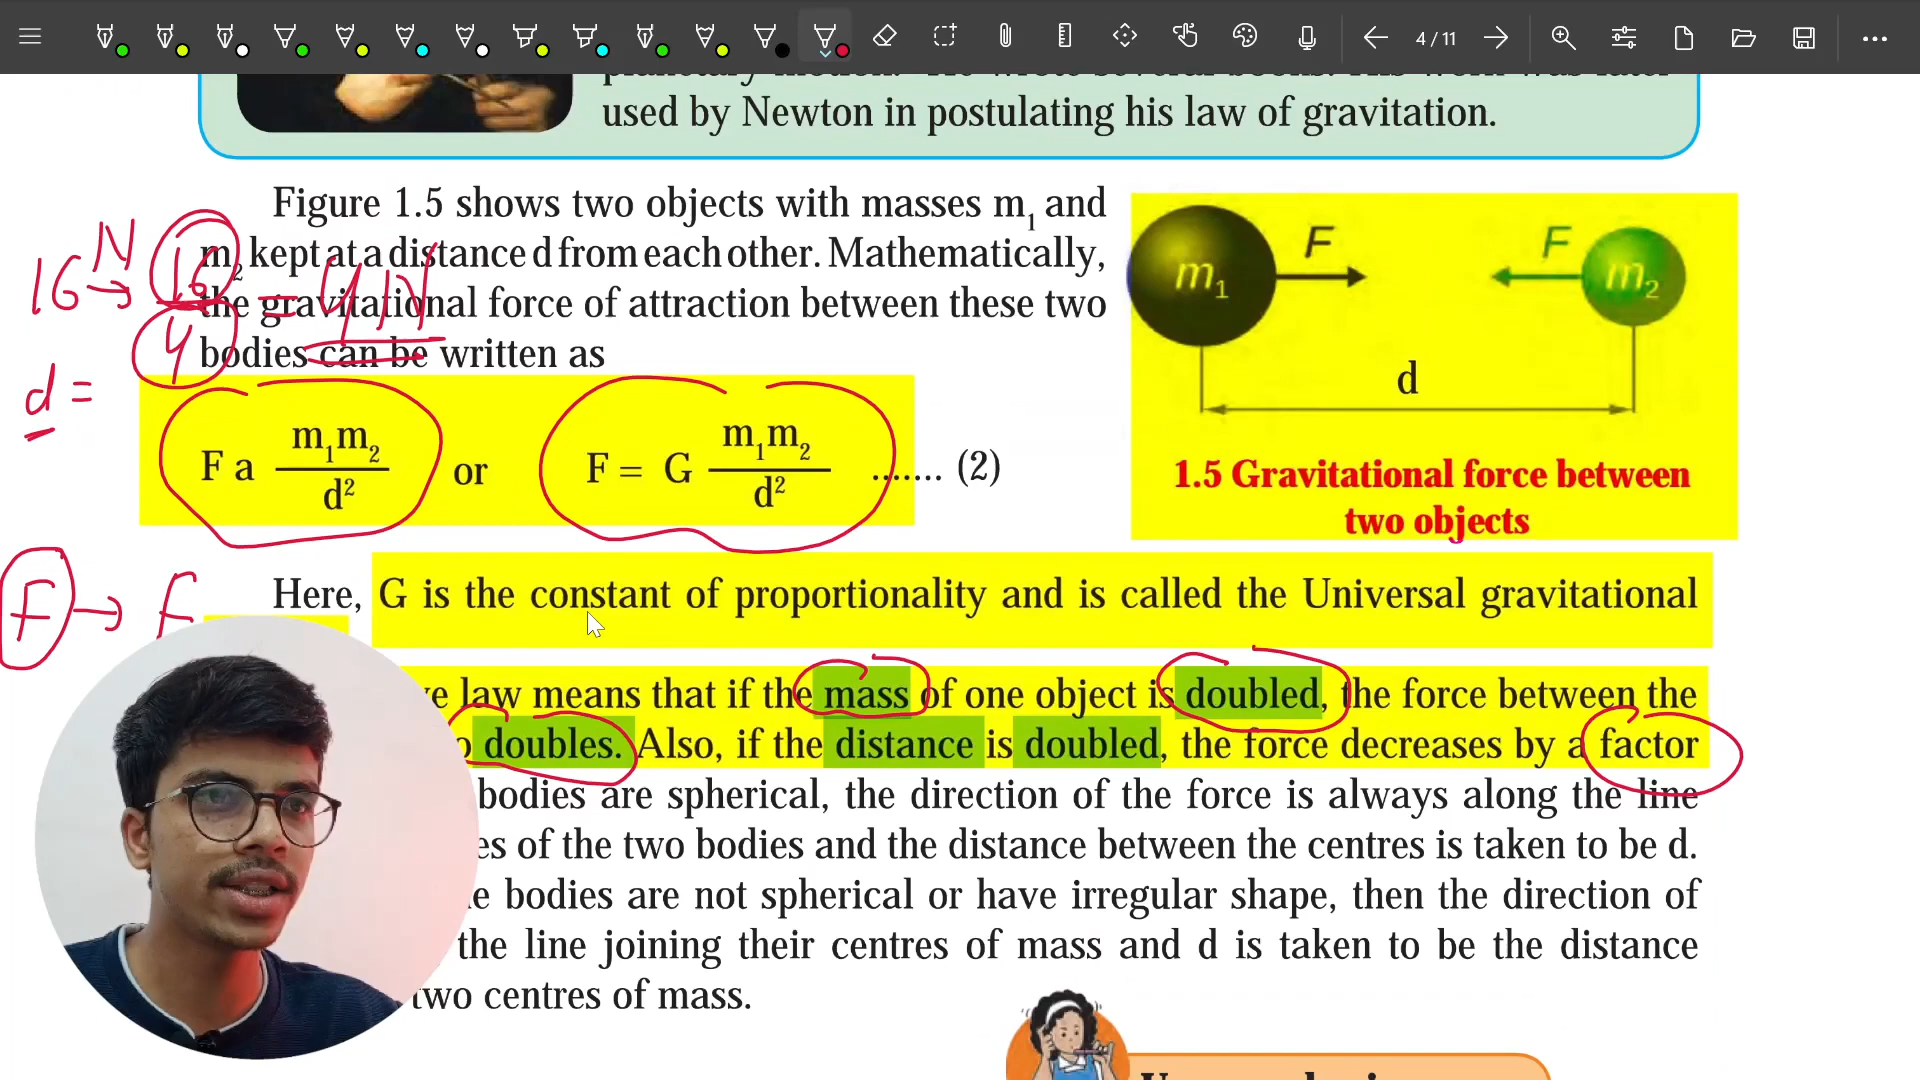 4 / 11
used by Newton in postulating his law of gravitation.
Figure 1.5 shows two objects with masses m₁ and
m₂ kept at a distance d from each other. Mathematically,
the gravitational force of attraction between these two
bodies can be written as
16 N → 16/4 = 4N
d =
F a m₁m₂/d² or F = G m₁m₂/d² ....... (2)
m₁ F F m₂
d
1.5 Gravitational force between
two objects
F → F
Here, G is the constant of proportionality and is called the Universal gravitational
law means that if the mass of one object is doubled, the force between the
doubles. Also, if the distance is doubled, the force decreases by a factor
bodies are spherical, the direction of the force is always along the line
of the two bodies and the distance between the centres is taken to be d.
bodies are not spherical or have irregular shape, then the direction of
the line joining their centres of mass and d is taken to be the distance
two centres of mass.